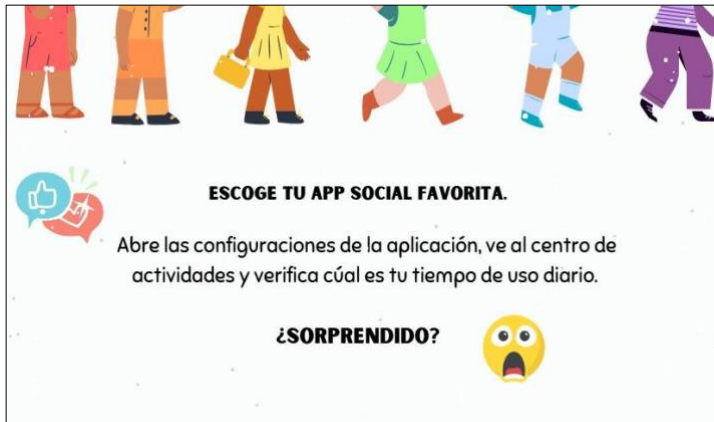 ESCOGE TU APP SOCIAL FAVORITA.
Abre las configuraciones de la aplicación, ve al centro de
actividades y verifica cúal es tu tiempo de uso diario.
¿SORPRENDIDO?